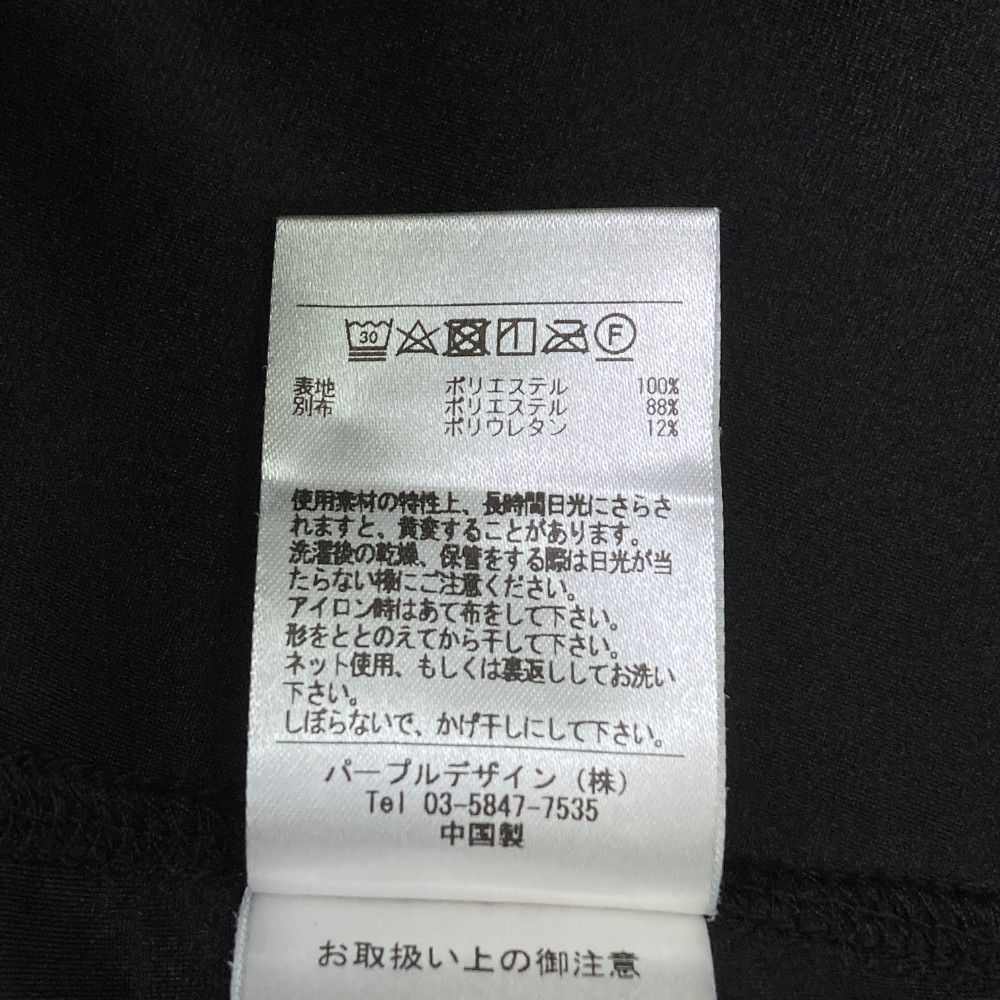 30 F
表地 ポリエステル 100%
別布 ポリエステル 88%
ポリウレタン 12%
使用素材の特性上、長時間日光にさらさ
れますと、黄変することがあります。
洗濯後の乾燥、保管をする際は日光が当
たらない様にご注意ください。
アイロン時はあて布をして下さい。
形をととのえてから干して下さい。
ネット使用、もしくは裏返ししてお洗い
下さい。
しぼらないで、かげ干しにして下さい。
パープルデザイン(株)
Tel 03-5847-7535
中国製
お取扱い上の御注意